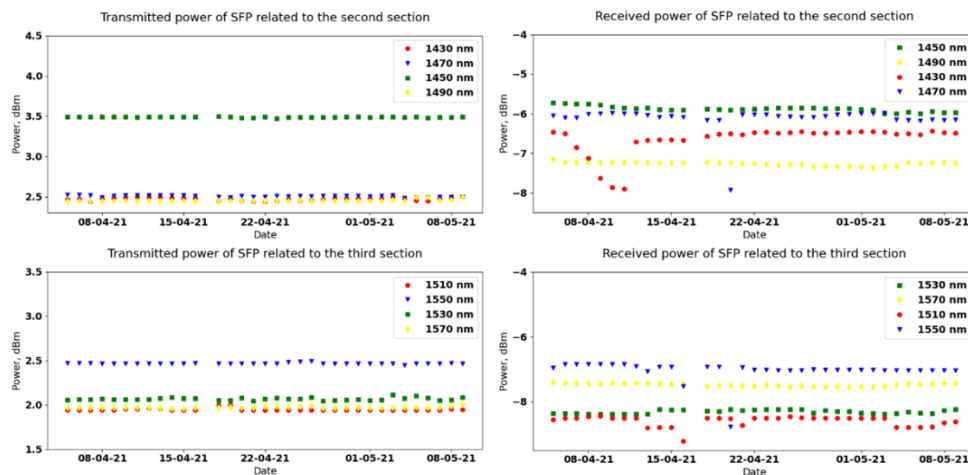 Transmitted power of SFP related to the second section
4.5
4.0
3.5
3.0
2.5
Power, dBm
1430 nm
1470 nm
1450 nm
1490 nm
08-04-21 15-04-21 22-04-21 01-05-21 08-05-21
Date
Received power of SFP related to the second section
−4
−5
−6
−7
−8
Power, dBm
1450 nm
1490 nm
1430 nm
1470 nm
08-04-21 15-04-21 22-04-21 01-05-21 08-05-21
Date
Transmitted power of SFP related to the third section
3.5
3.0
2.5
2.0
1.5
Power, dBm
1510 nm
1550 nm
1530 nm
1570 nm
08-04-21 15-04-21 22-04-21 01-05-21 08-05-21
Date
Received power of SFP related to the third section
−4
−6
−8
Power, dBm
1530 nm
1570 nm
1510 nm
1550 nm
08-04-21 15-04-21 22-04-21 01-05-21 08-05-21
Date